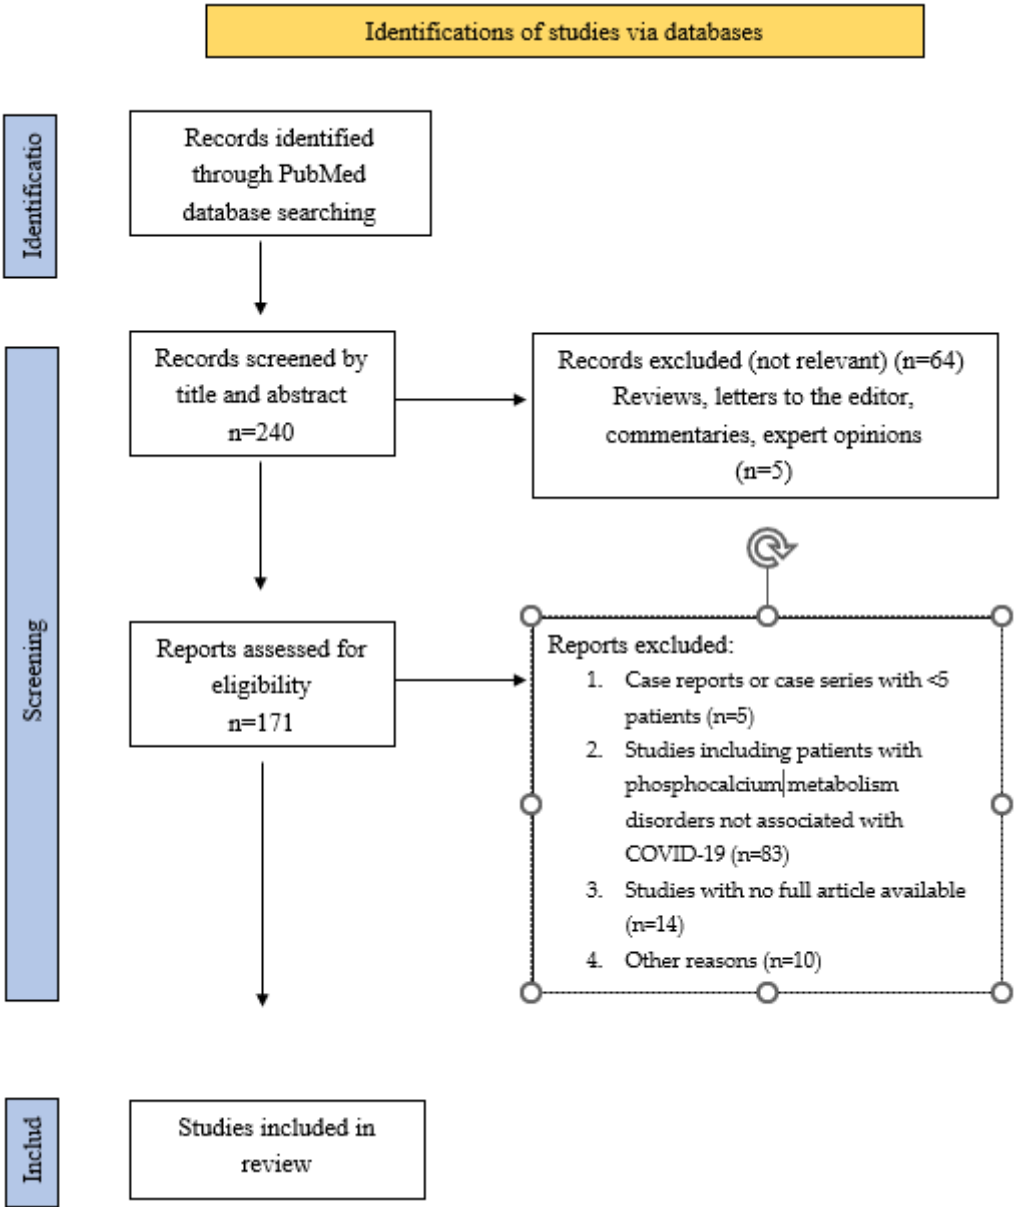 Identifications of studies via databases
Identificatio
Records identified
through PubMed
database searching
Screening
Records screened by
title and abstract
n=240
Records excluded (not relevant) (n=64)
Reviews, letters to the editor,
commentaries, expert opinions
(n=5)
Reports assessed for
eligibility
n=171
Reports excluded:
1. Case reports or case series with <5
patients (n=5)
2. Studies including patients with
phosphocalcium metabolism
disorders not associated with
COVID-19 (n=83)
3. Studies with no full article available
(n=14)
4. Other reasons (n=10)
Includ
Studies included in
review